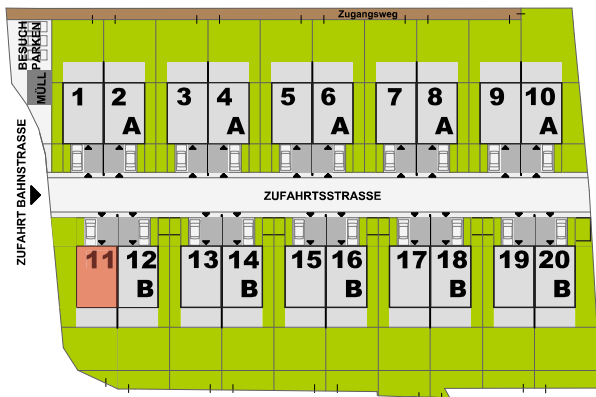 Zugangsweg
BESUCH
PARKEN
MÜLL
1 2 3 4 5 6 7 8 9 10
A A A A A
ZUFAHRT BAHNSTRASSE
ZUFAHRTSSTRASSE
11 12 13 14 15 16 17 18 19 20
B B B B B